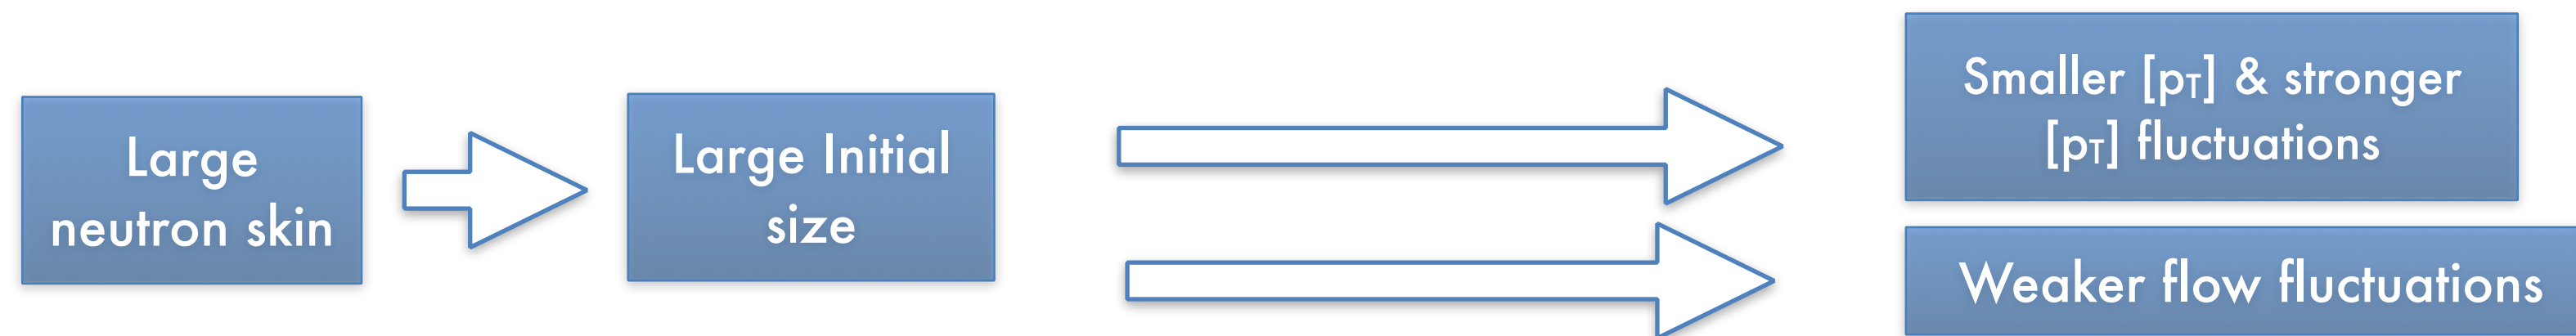 Large
neutron skin
Large Initial
size
Smaller [pT] & stronger
[pT] fluctuations
Weaker flow fluctuations